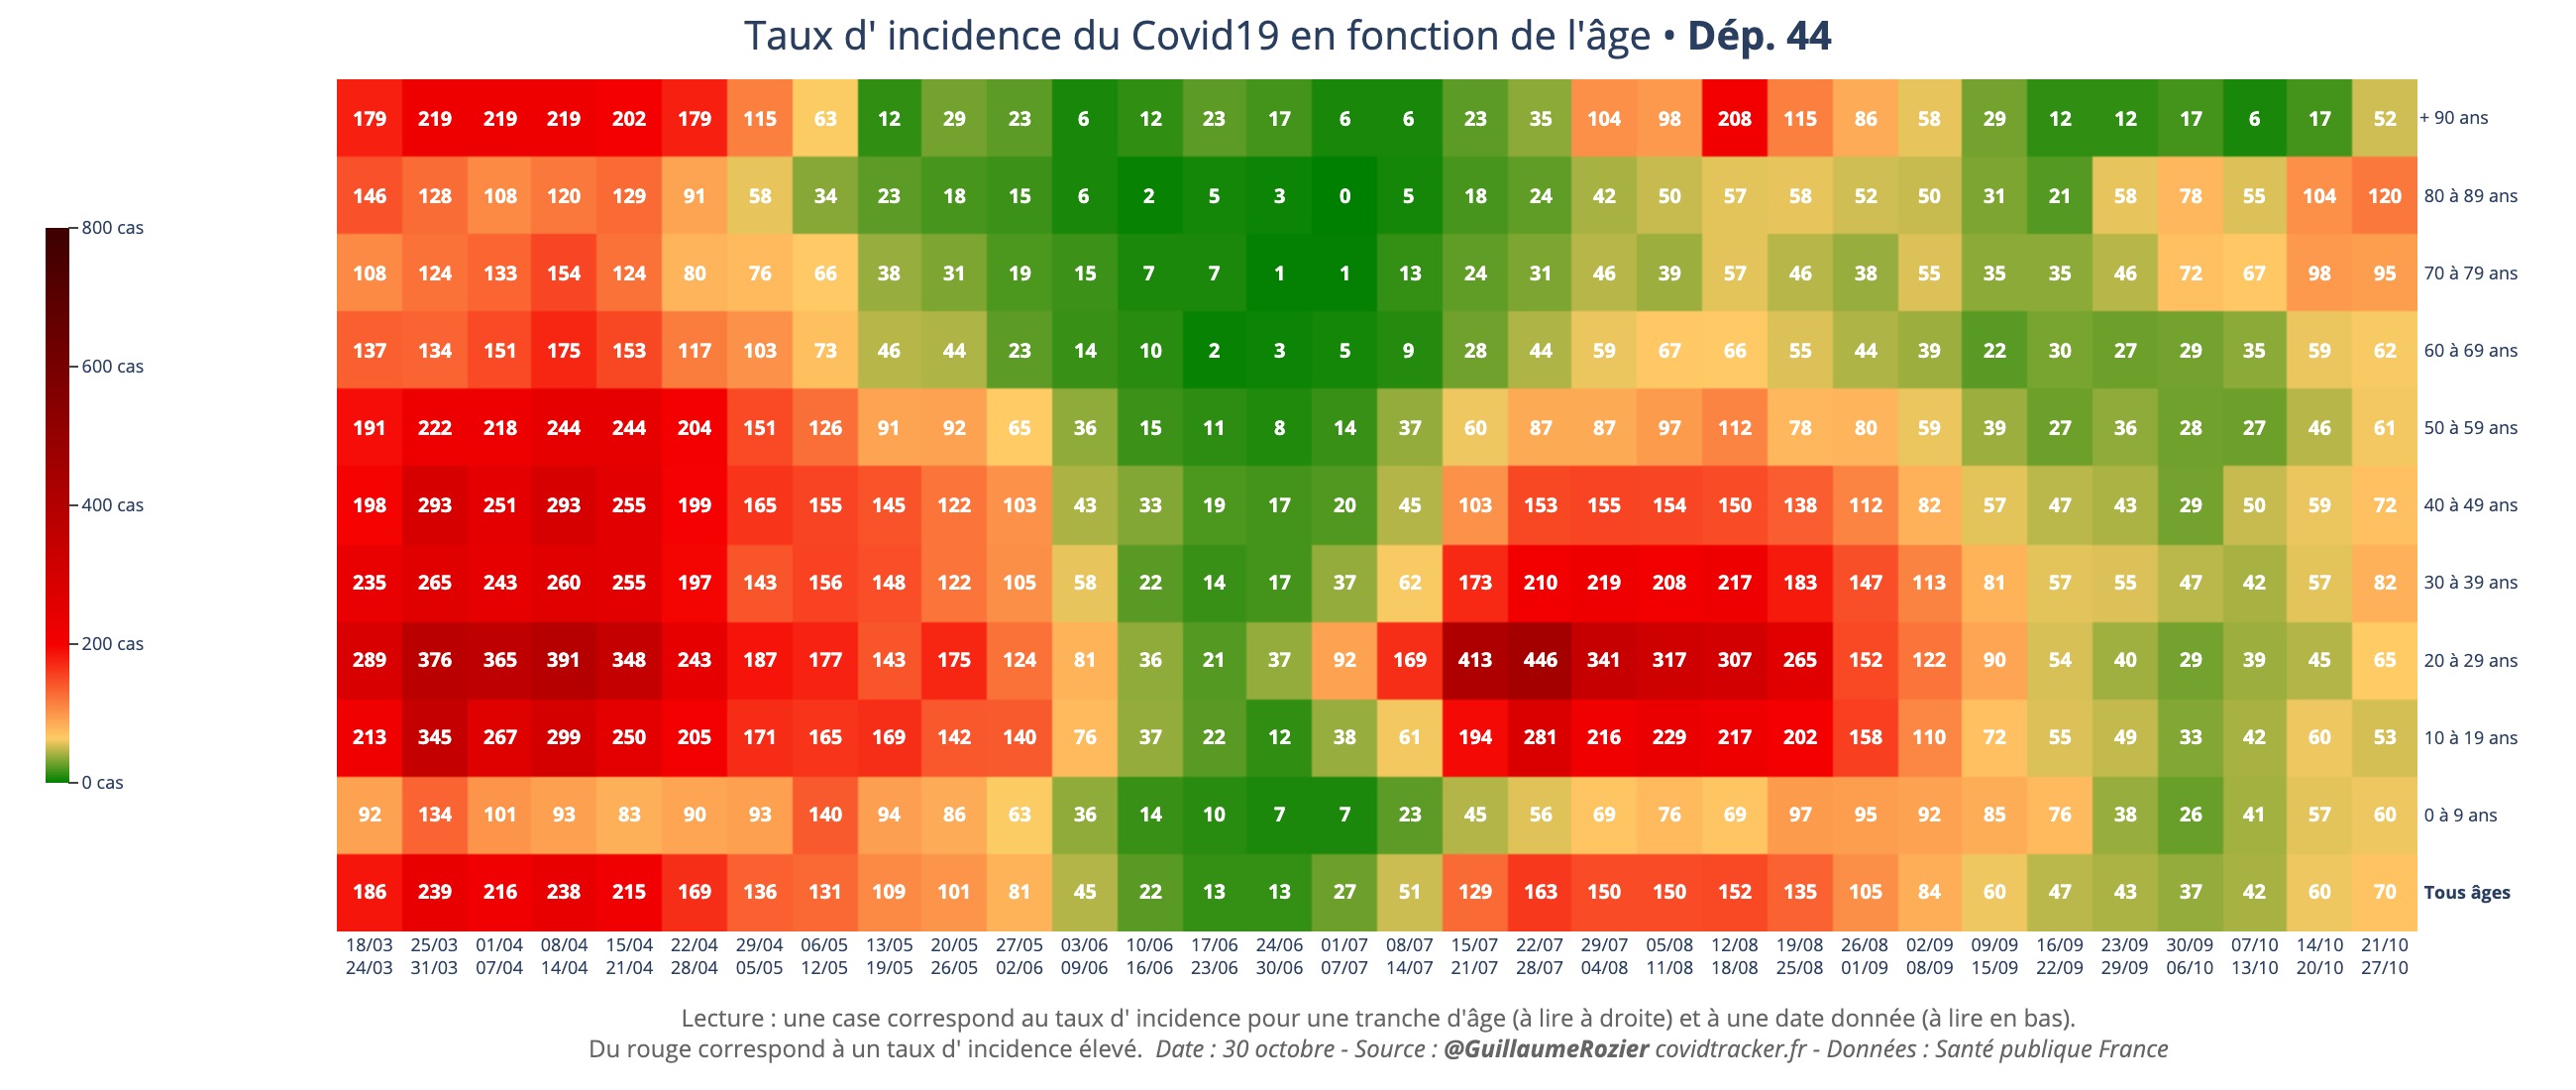 Taux d' incidence du Covid19 en fonction de l'âge • Dép. 44
800 cas
600 cas
400 cas
200 cas
0 cas
179 219 219 219 202 179 115 63 12 29 23 6 12 23 17 6 6 23 35 104 98 208 115 86 58 29 12 12 17 6 17 52 + 90 ans
146 128 108 120 129 91 58 34 23 18 15 6 2 5 3 0 5 18 24 42 50 57 58 52 50 31 21 58 78 55 104 120 80 à 89 ans
108 124 133 154 124 80 76 66 38 31 19 15 7 7 1 1 13 24 31 46 39 57 46 38 55 35 35 46 72 67 98 95 70 à 79 ans
137 134 151 175 153 117 103 73 46 44 23 14 10 2 3 5 9 28 44 59 67 66 55 44 39 22 30 27 29 35 59 62 60 à 69 ans
191 222 218 244 244 204 151 126 91 92 65 36 15 11 8 14 37 60 87 87 97 112 78 80 59 39 27 36 28 27 46 61 50 à 59 ans
198 293 251 293 255 199 165 155 145 122 103 43 33 19 17 20 45 103 153 155 154 150 138 112 82 57 47 43 29 50 59 72 40 à 49 ans
235 265 243 260 255 197 143 156 148 122 105 58 22 14 17 37 62 173 210 219 208 217 183 147 113 81 57 55 47 42 57 82 30 à 39 ans
289 376 365 391 348 243 187 177 143 175 124 81 36 21 37 92 169 413 446 341 317 307 265 152 122 90 54 40 29 39 45 65 20 à 29 ans
213 345 267 299 250 205 171 165 169 142 140 76 37 22 12 38 61 194 281 216 229 217 202 158 110 72 55 49 33 42 60 53 10 à 19 ans
92 134 101 93 83 90 93 140 94 86 63 36 14 10 7 7 23 45 56 69 76 69 97 95 92 85 76 38 26 41 57 60 0 à 9 ans
186 239 216 238 215 169 136 131 109 101 81 45 22 13 13 27 51 129 163 150 150 152 135 105 84 60 47 43 37 42 60 70 Tous âges
18/03 25/03 01/04 08/04 15/04 22/04 29/04 06/05 13/05 20/05 27/05 03/06 10/06 17/06 24/06 01/07 08/07 15/07 22/07 29/07 05/08 12/08 19/08 26/08 02/09 09/09 16/09 23/09 30/09 07/10 14/10 21/10
24/03 31/03 07/04 14/04 21/04 28/04 05/05 12/05 19/05 26/05 02/06 09/06 16/06 23/06 30/06 07/07 14/07 21/07 28/07 04/08 11/08 18/08 25/08 01/09 08/09 15/09 22/09 29/09 06/10 13/10 20/10 27/10
Lecture : une case correspond au taux d' incidence pour une tranche d'âge (à lire à droite) et à une date donnée (à lire en bas).
Du rouge correspond à un taux d' incidence élevé. Date : 30 octobre - Source : @GuillaumeRozier covidtracker.fr - Données : Santé publique France